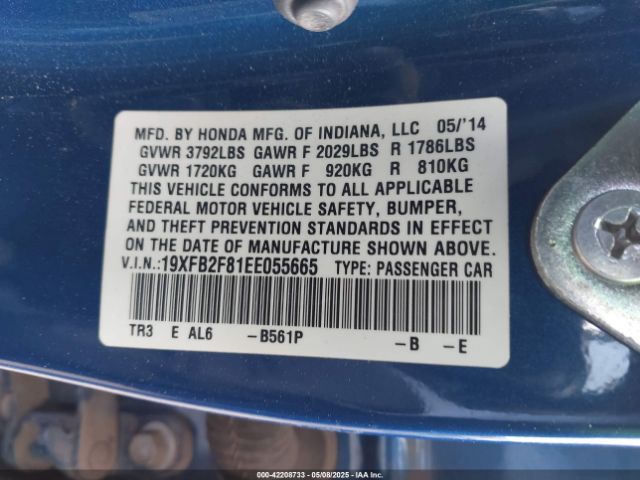 MFD. BY HONDA MFG. OF INDIANA, LLC 05/'14
GVWR 3792LBS GAWR F 2029LBS R 1786LBS
GVWR 1720KG GAWR F 920KG R 810KG
THIS VEHICLE CONFORMS TO ALL APPLICABLE
FEDERAL MOTOR VEHICLE SAFETY, BUMPER,
AND THEFT PREVENTION STANDARDS IN EFFECT
ON THE DATE OF MANUFACTURE SHOWN ABOVE.
V.I.N.:19XFB2F81EE055665 TYPE: PASSENGER CAR
TR3 E AL6 -B561P -B -E
000-42208733 - 05/08/2025 - IAAI.CA